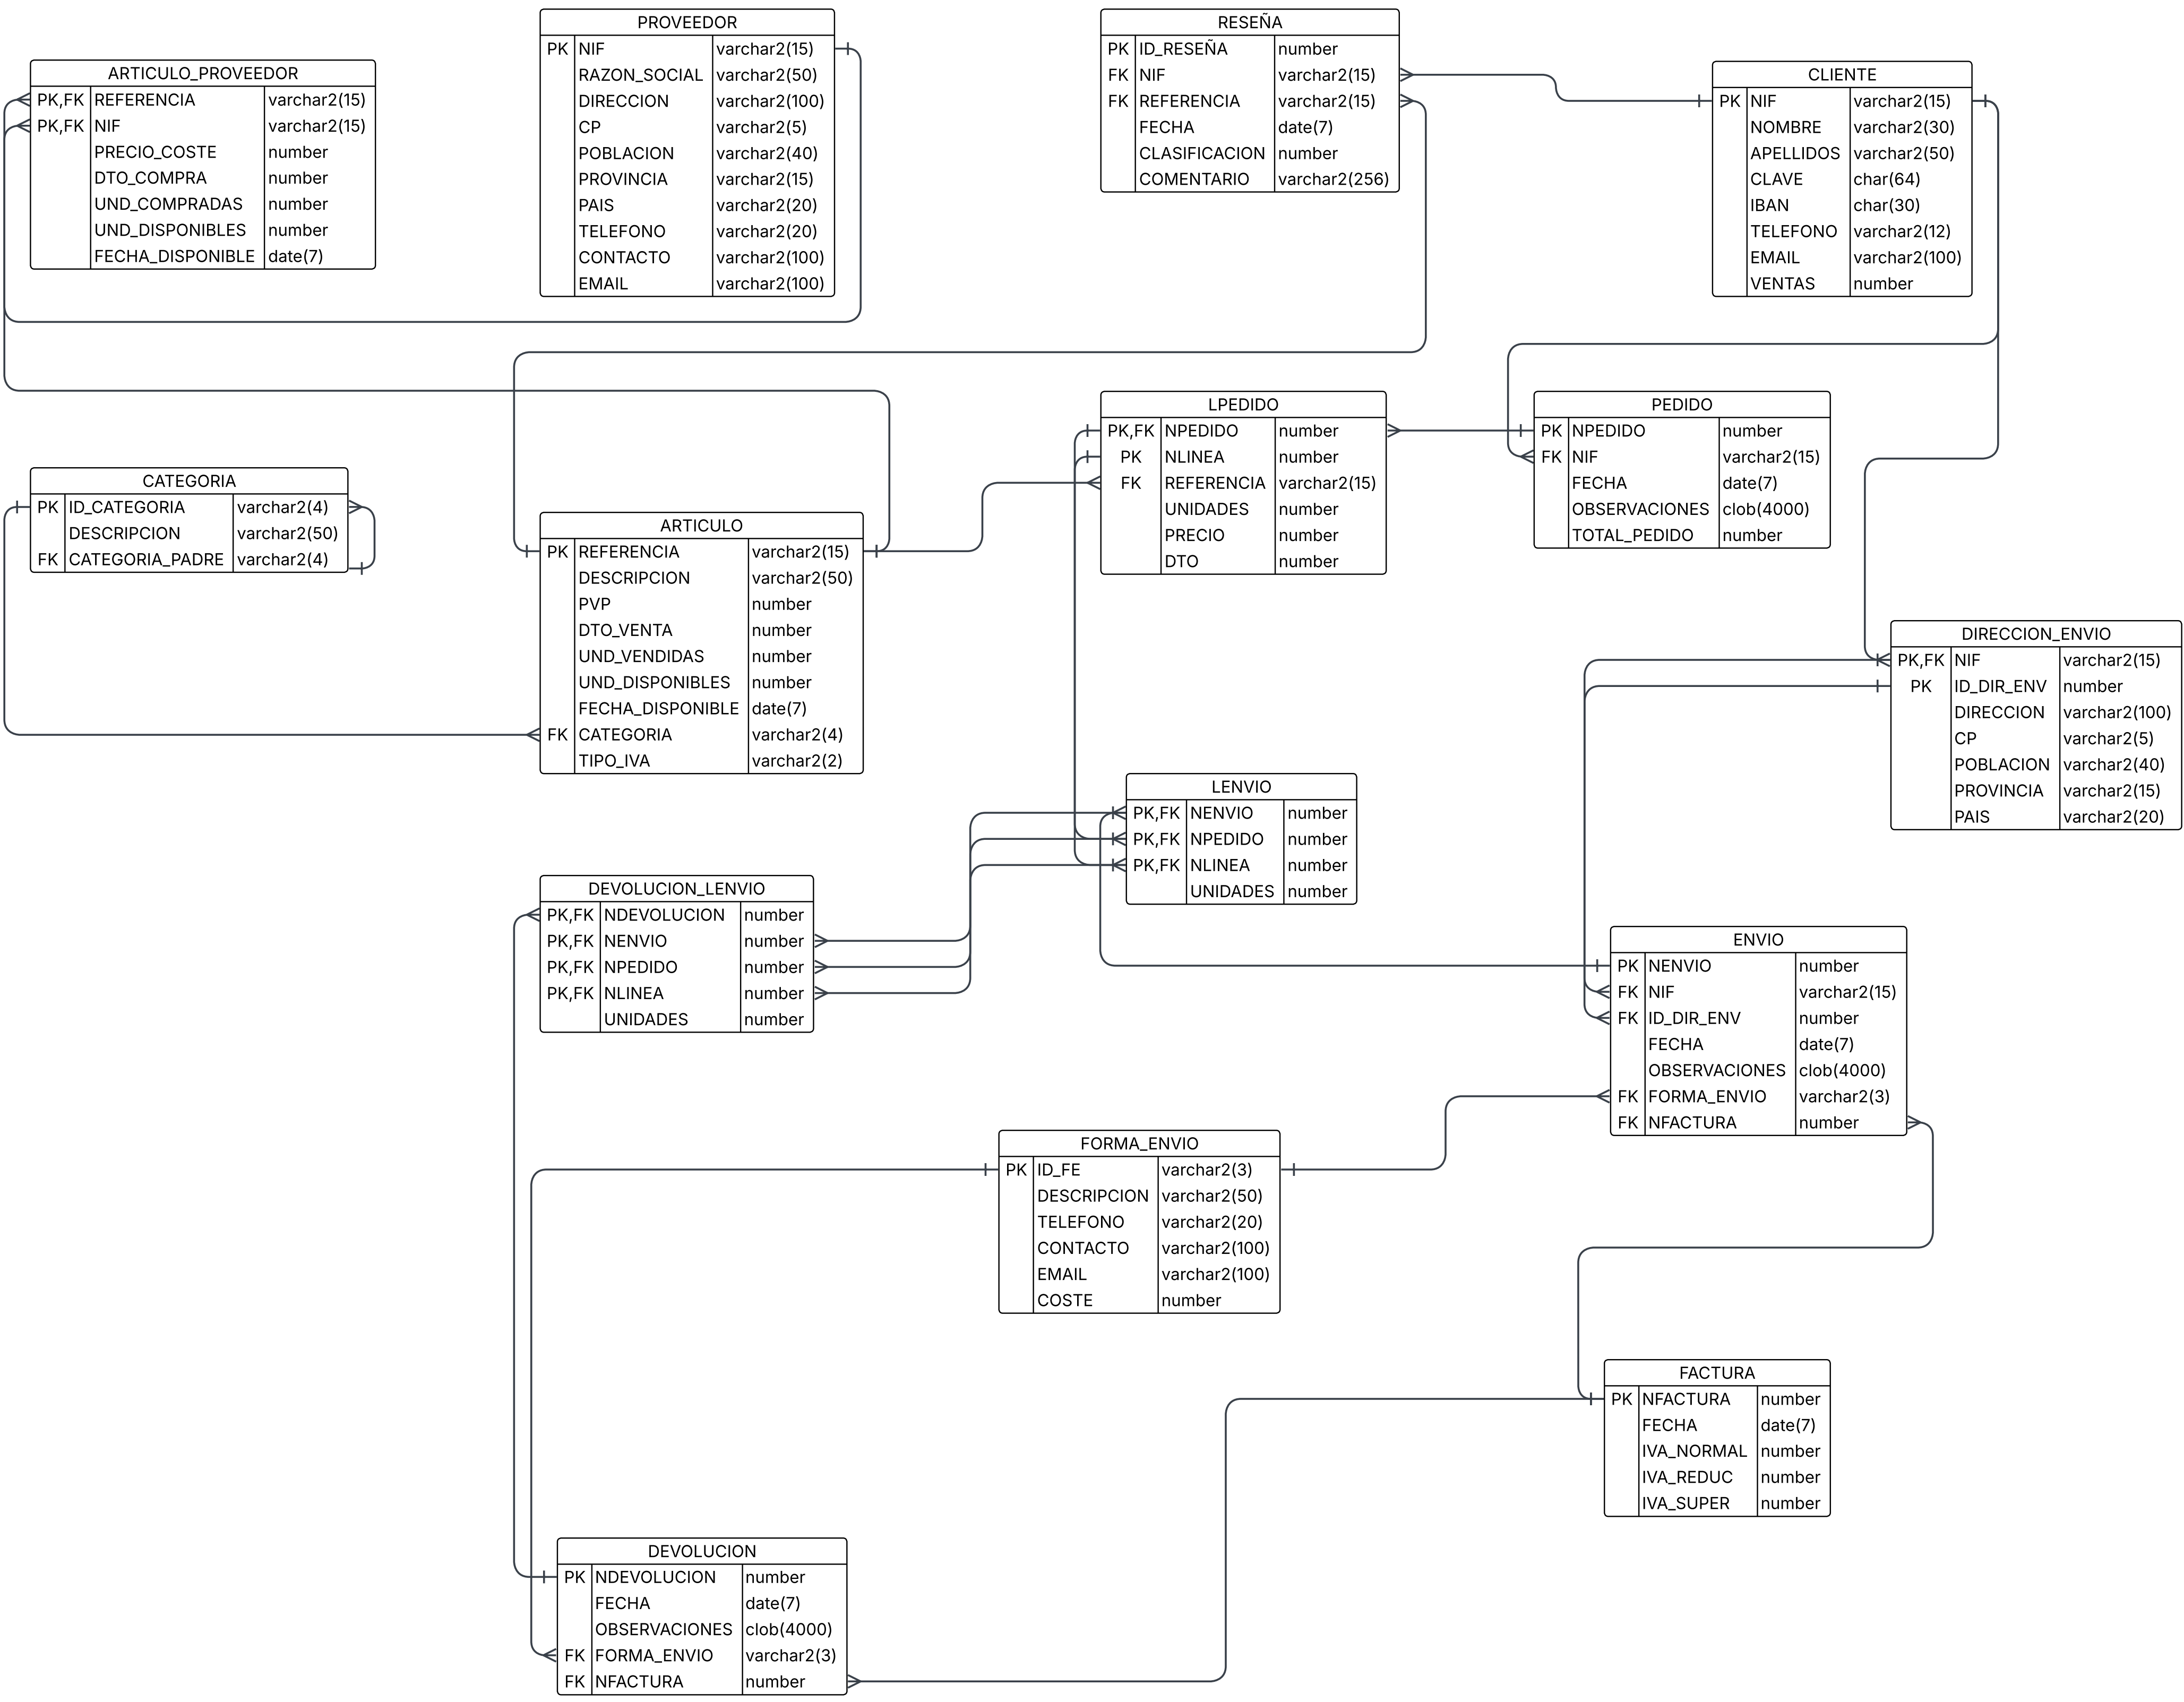 PROVEEDOR
PK NIF varchar2(15)
RAZON_SOCIAL varchar2(50)
DIRECCION varchar2(100)
CP varchar2(5)
POBLACION varchar2(40)
PROVINCIA varchar2(15)
PAIS varchar2(20)
TELEFONO varchar2(20)
CONTACTO varchar2(100)
EMAIL varchar2(100)
RESEÑA
PK ID_RESEÑA number
FK NIF varchar2(15)
FK REFERENCIA varchar2(15)
FECHA date(7)
CLASIFICACION number
COMENTARIO varchar2(256)
ARTICULO_PROVEEDOR
PK,FK REFERENCIA varchar2(15)
PK,FK NIF varchar2(15)
PRECIO_COSTE number
DTO_COMPRA number
UND_COMPRADAS number
UND_DISPONIBLES number
FECHA_DISPONIBLE date(7)
CLIENTE
PK NIF varchar2(15)
NOMBRE varchar2(30)
APELLIDOS varchar2(50)
CLAVE char(64)
IBAN char(30)
TELEFONO varchar2(12)
EMAIL varchar2(100)
VENTAS number
LPEDIDO
PK,FK NPEDIDO number
PK NLINEA number
FK REFERENCIA varchar2(15)
UNIDADES number
PRECIO number
DTO number
PEDIDO
PK NPEDIDO number
FK NIF varchar2(15)
FECHA date(7)
OBSERVACIONES clob(4000)
TOTAL_PEDIDO number
CATEGORIA
PK ID_CATEGORIA varchar2(4)
DESCRIPCION varchar2(50)
FK CATEGORIA_PADRE varchar2(4)
ARTICULO
PK REFERENCIA varchar2(15)
DESCRIPCION varchar2(50)
PVP number
DTO_VENTA number
UND_VENDIDAS number
UND_DISPONIBLES number
FECHA_DISPONIBLE date(7)
FK CATEGORIA varchar2(4)
TIPO_IVA varchar2(2)
DIRECCION_ENVIO
PK,FK NIF varchar2(15)
PK ID_DIR_ENV number
DIRECCION varchar2(100)
CP varchar2(5)
POBLACION varchar2(40)
PROVINCIA varchar2(15)
PAIS varchar2(20)
LENVIO
PK,FK NENVIO number
PK,FK NPEDIDO number
PK,FK NLINEA number
UNIDADES number
DEVOLUCION_LENVIO
PK,FK NDEVOLUCION number
PK,FK NENVIO number
PK,FK NPEDIDO number
PK,FK NLINEA number
UNIDADES number
ENVIO
PK NENVIO number
FK NIF varchar2(15)
FK ID_DIR_ENV number
FECHA date(7)
OBSERVACIONES clob(4000)
FK FORMA_ENVIO varchar2(3)
FK NFACTURA number
FORMA_ENVIO
PK ID_FE varchar2(3)
DESCRIPCION varchar2(50)
TELEFONO varchar2(20)
CONTACTO varchar2(100)
EMAIL varchar2(100)
COSTE number
FACTURA
PK NFACTURA number
FECHA date(7)
IVA_NORMAL number
IVA_REDUC number
IVA_SUPER number
DEVOLUCION
PK NDEVOLUCION number
FECHA date(7)
OBSERVACIONES clob(4000)
FK FORMA_ENVIO varchar2(3)
FK NFACTURA number